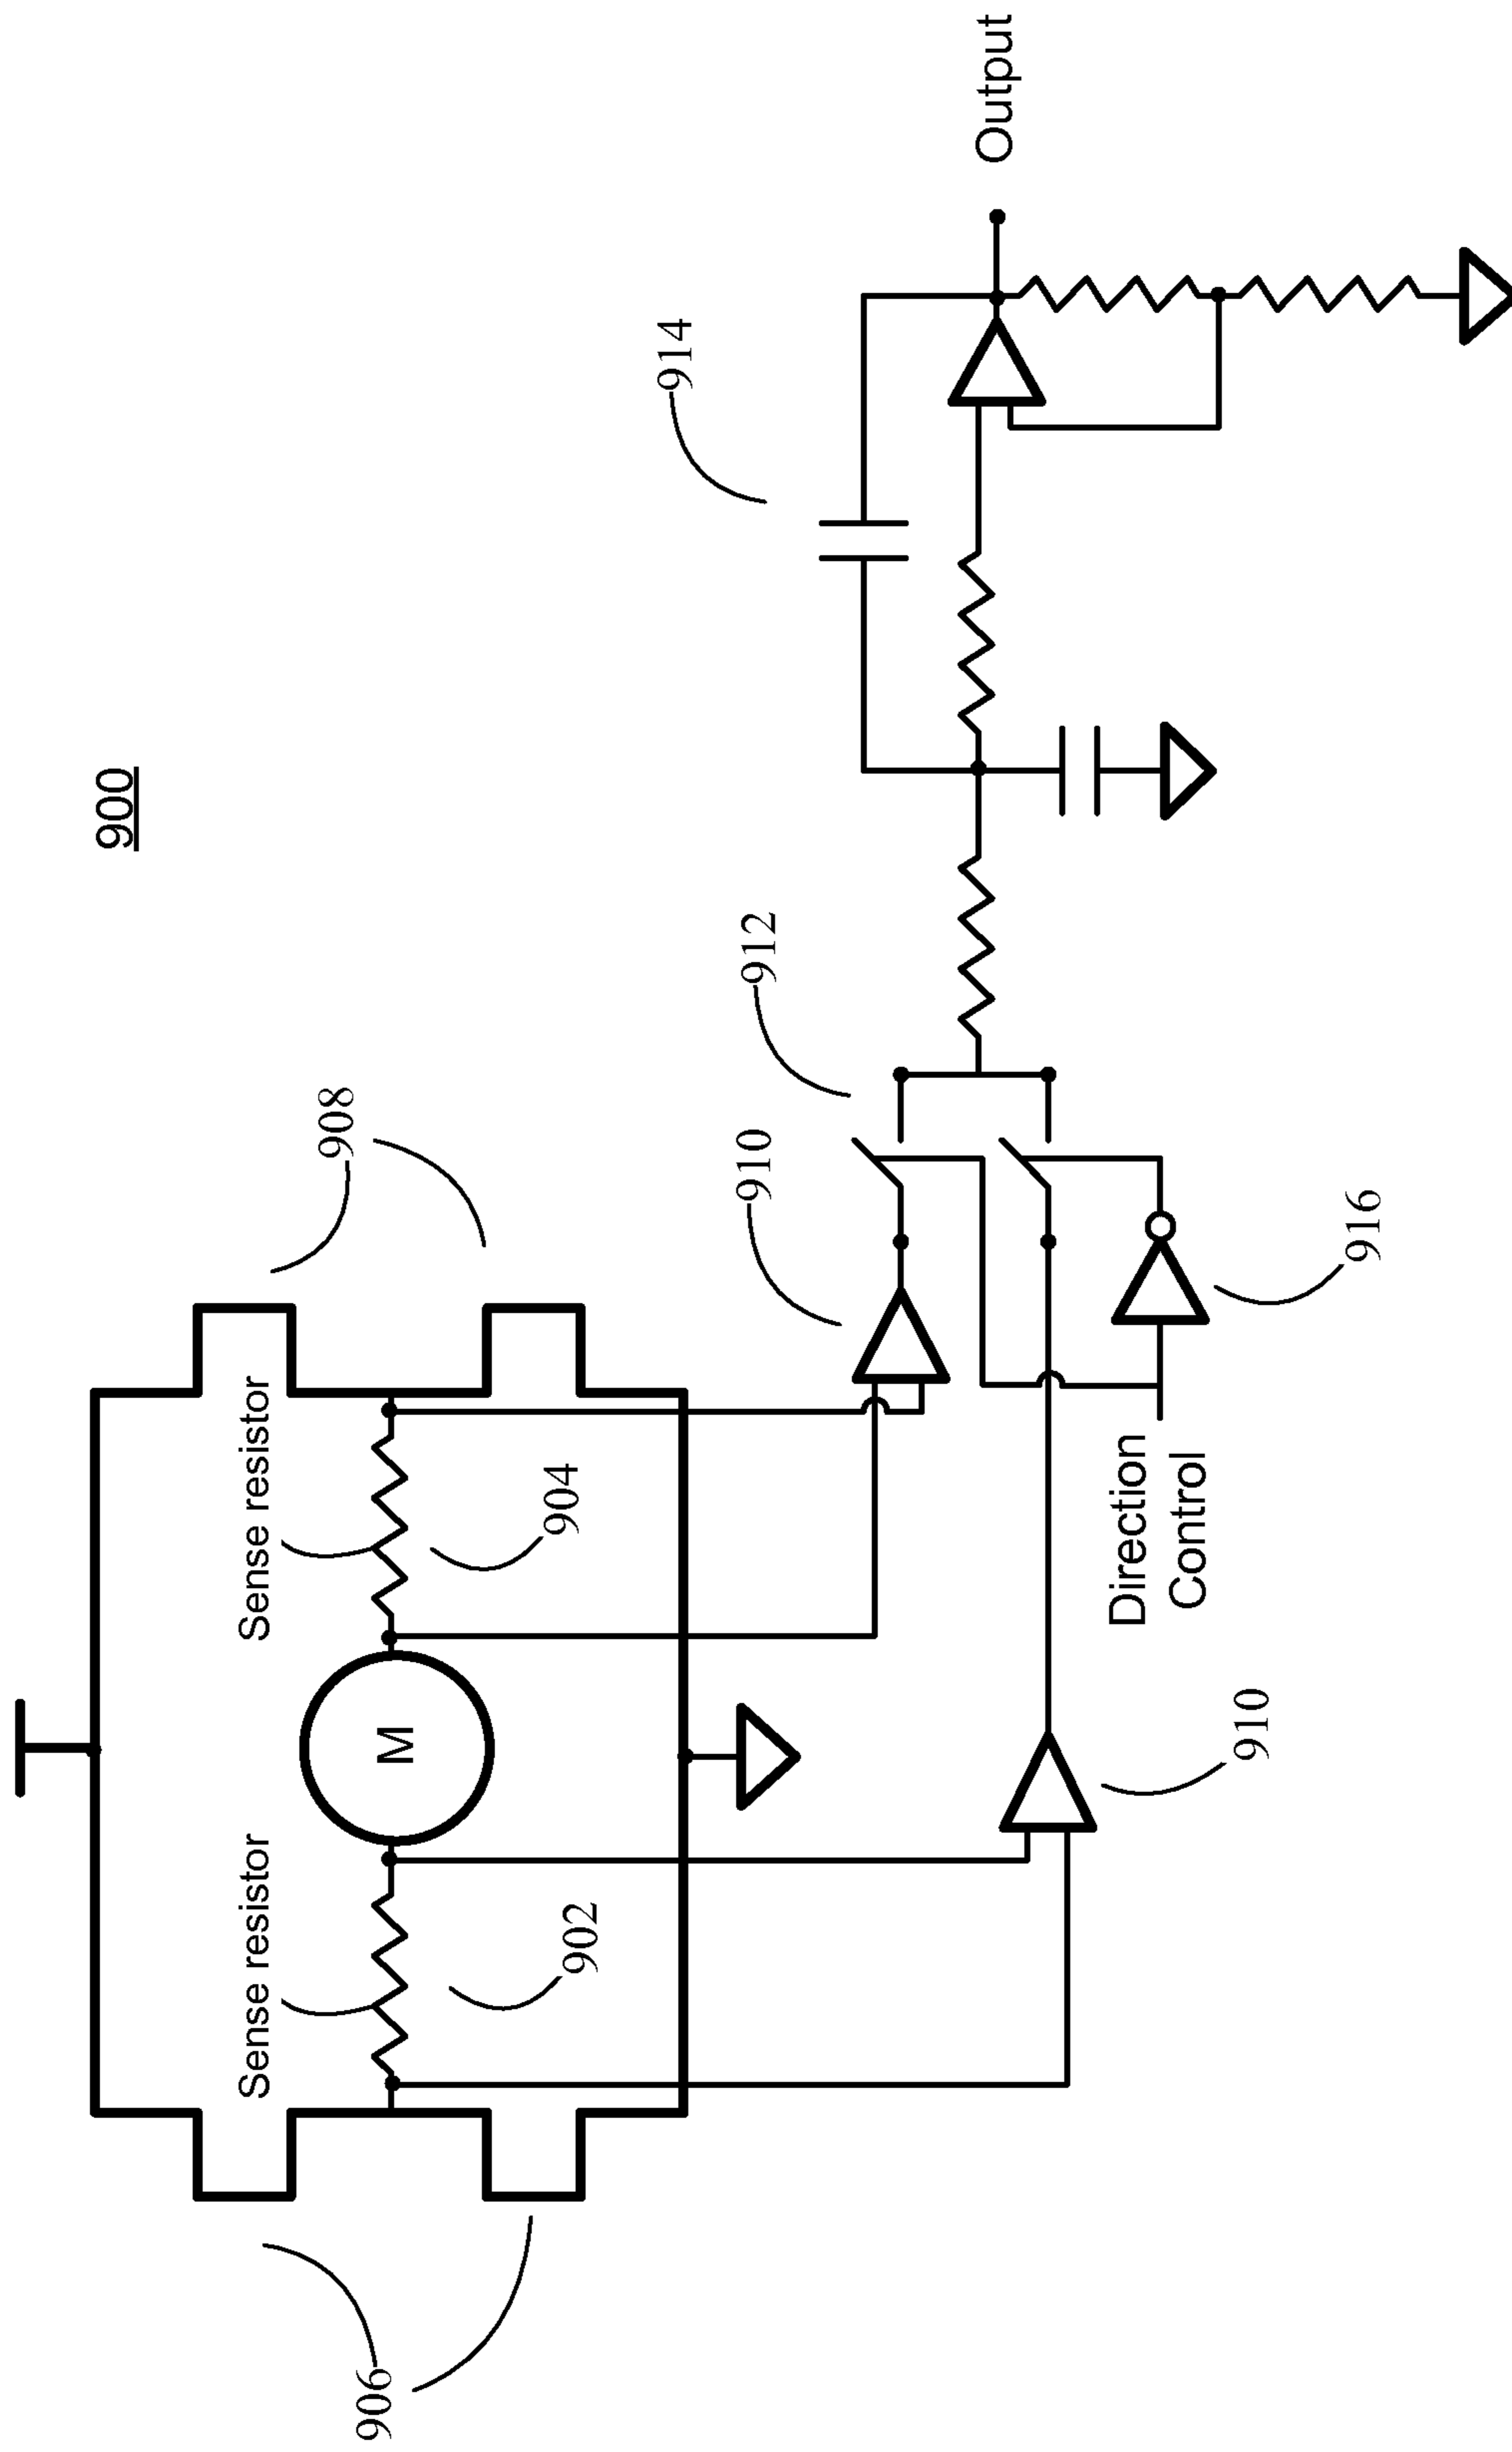 900
906
908
Sense resistor
Sense resistor
M
902
904
910
910
912
914
Direction
Control
916
Output